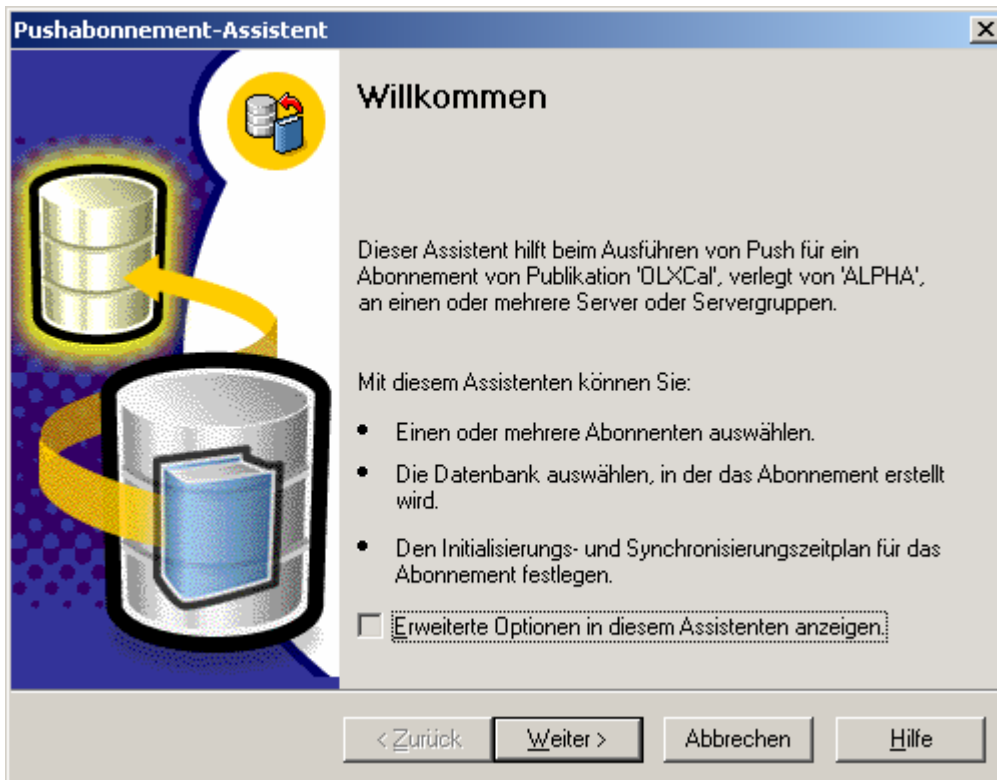 Pushabonnement-Assistent
Willkommen
Dieser Assistent hilft beim Ausführen von Push für ein
Abonnement von Publikation 'OLXCal', verlegt von 'ALPHA',
an einen oder mehrere Server oder Servergruppen.
Mit diesem Assistenten können Sie:
• Einen oder mehrere Abonnenten auswählen.
• Die Datenbank auswählen, in der das Abonnement erstellt
wird.
• Den Initialisierungs- und Synchronisierungszeitplan für das
Abonnement festlegen.
Erweiterte Optionen in diesem Assistenten anzeigen.
< Zurück Weiter > Abbrechen Hilfe